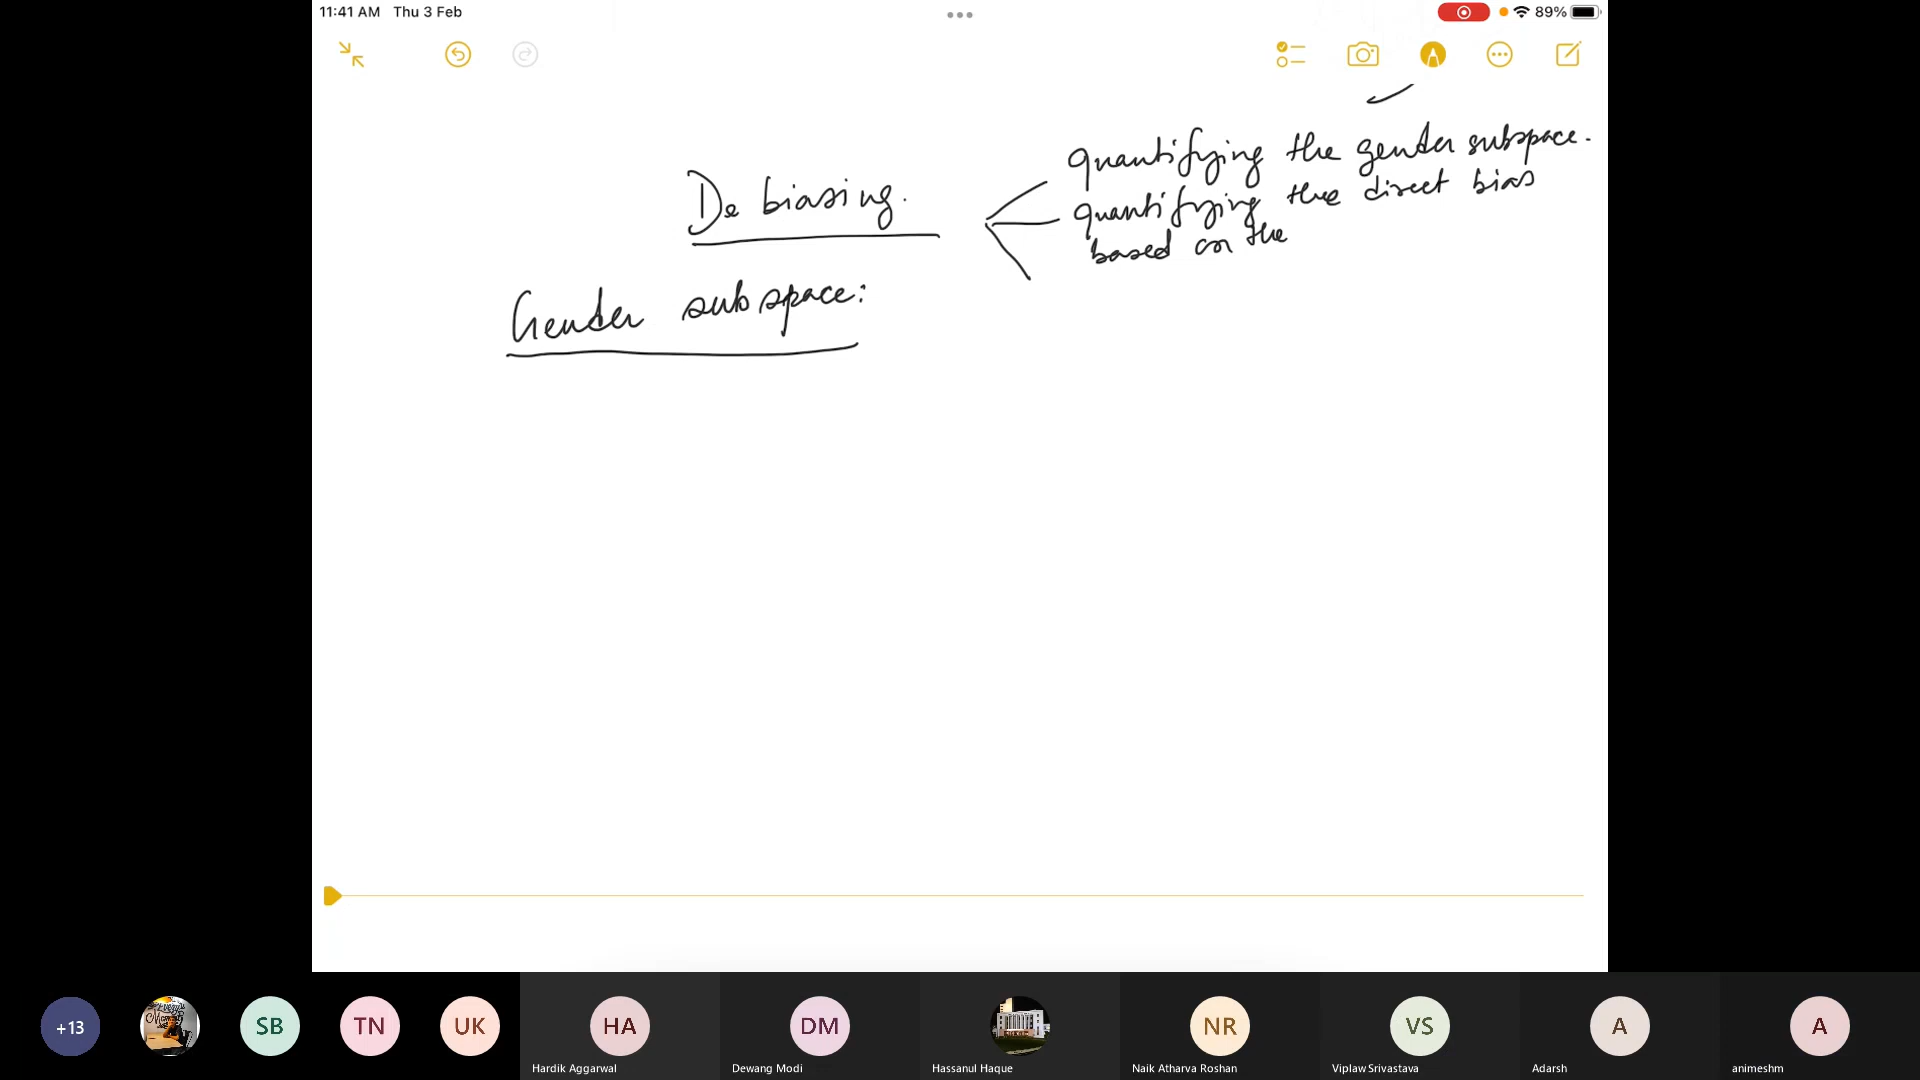 11:41 AM Thu 3 Feb
89%
De biasing.
quantifying the gender subspace.
quantifying the direct bias
based on the
Gender subspace:
+13
SB
TN
UK
HA
DM
NR
VS
A
A
Hardik Aggarwal
Dewang Modi
Hassanul Haque
Naik Atharva Roshan
Viplaw Srivastava
Adarsh
animeshm